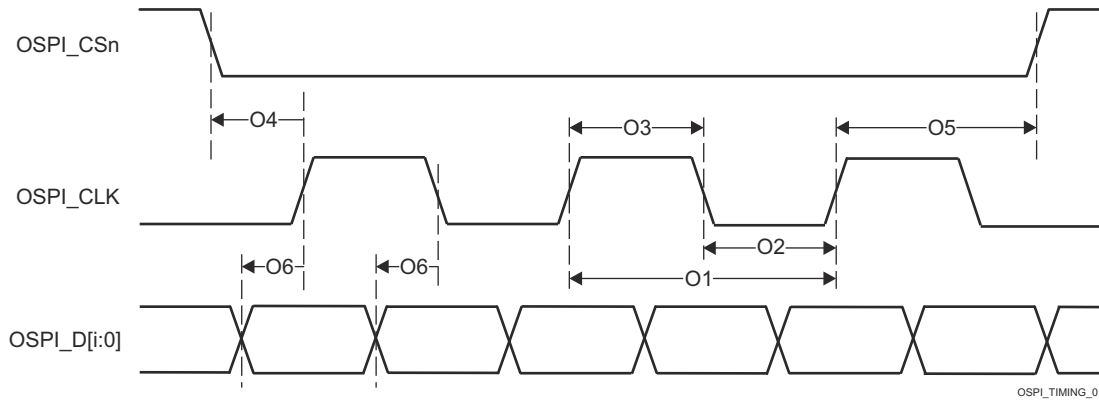 OSPI_CSn
O4
O3
O5
OSPI_CLK
O6
O6
O2
O1
OSPI_D[i:0]
OSPI_TIMING_0